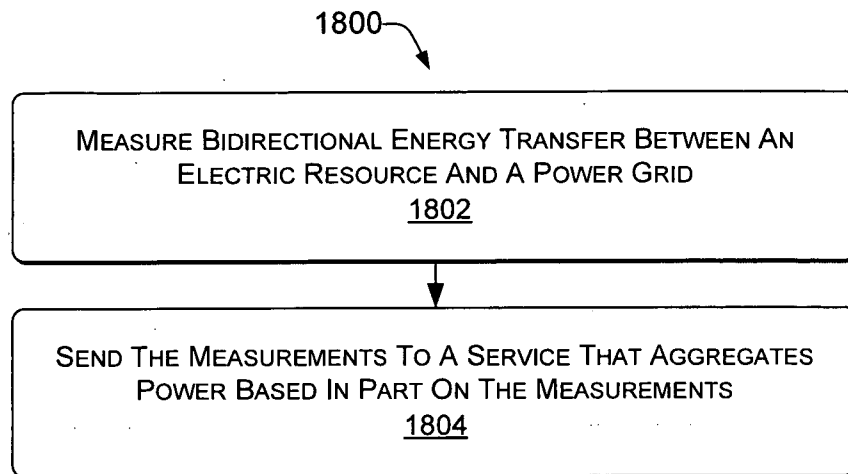 1800
MEASURE BIDIRECTIONAL ENERGY TRANSFER BETWEEN AN
ELECTRIC RESOURCE AND A POWER GRID
1802
SEND THE MEASUREMENTS TO A SERVICE THAT AGGREGATES
POWER BASED IN PART ON THE MEASUREMENTS
1804